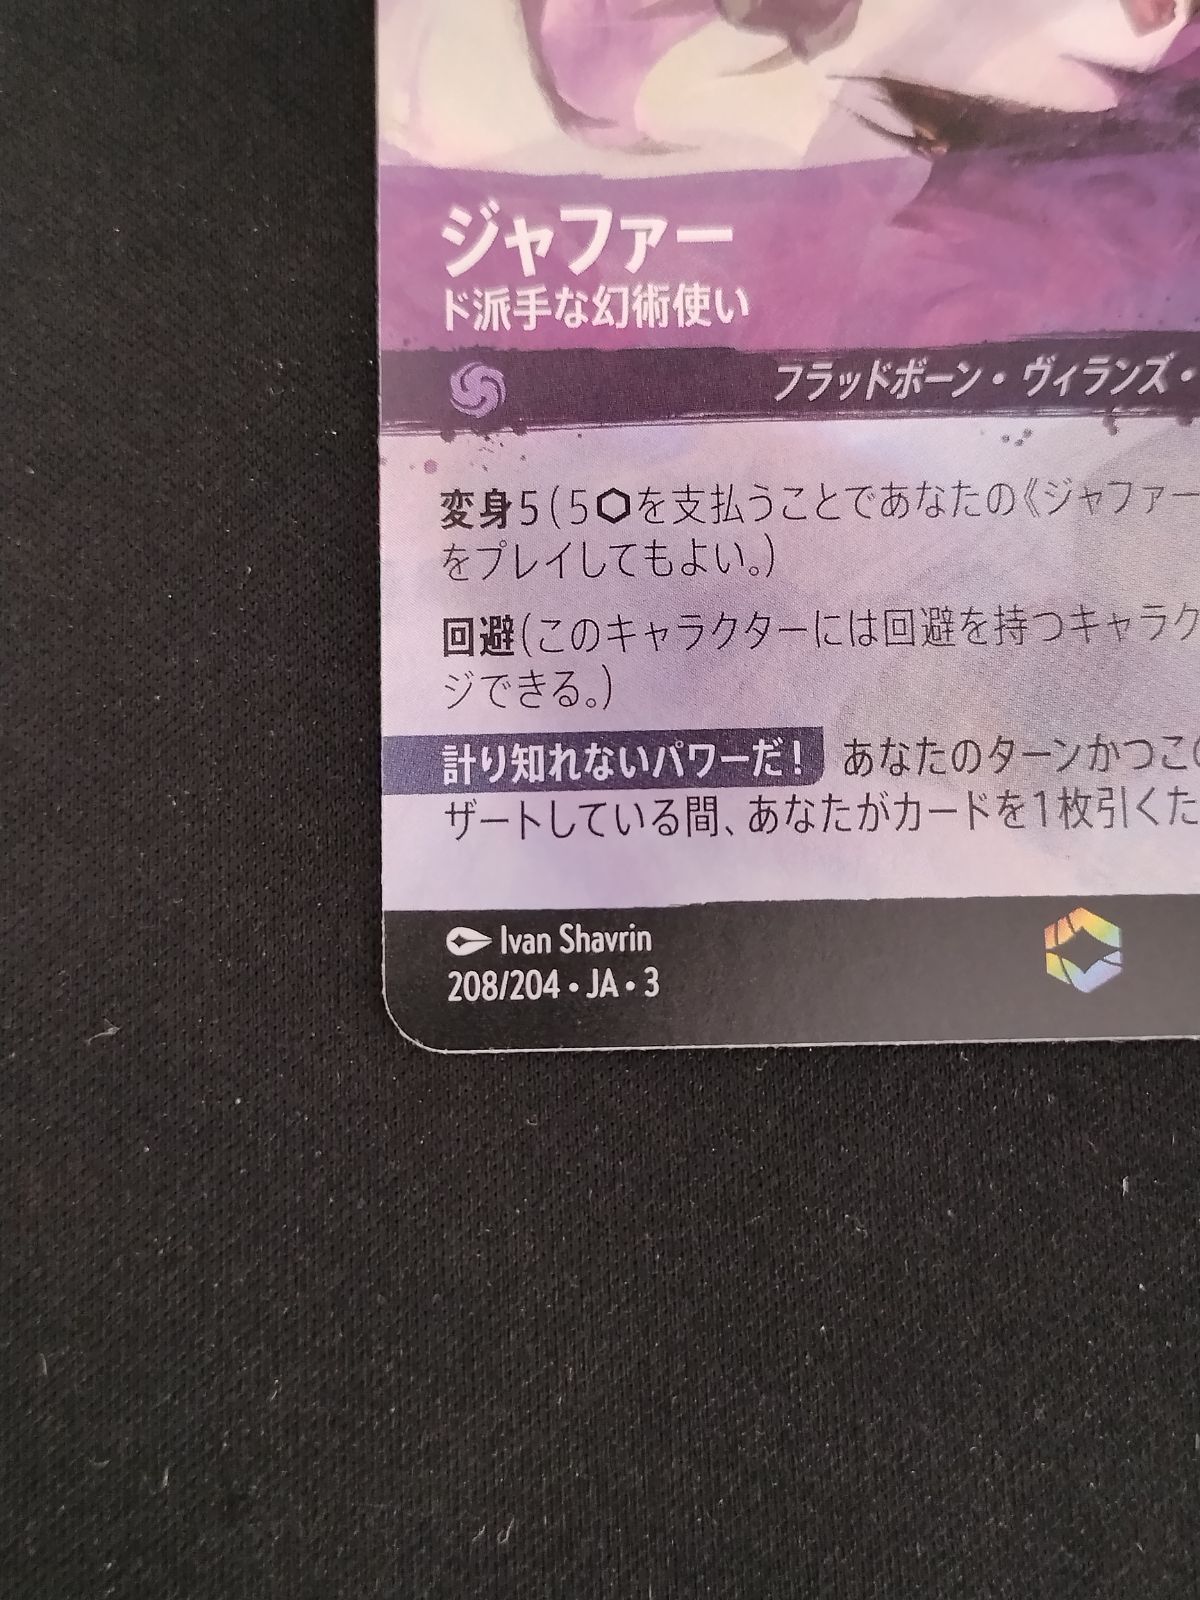 ジャファー
ド派手な幻術使い
フラッドボーン・ヴィランズ・
変身5(5⬡を支払うことであなたの《ジャファー
をプレイしてもよい。)
回避(このキャラクターには回避を持つキャラク
ジできる。)
計り知れないパワーだ！ あなたのターンかつこの
ザートしている間、あなたがカードを1枚引くた
Ivan Shavrin
208/204・JA・3